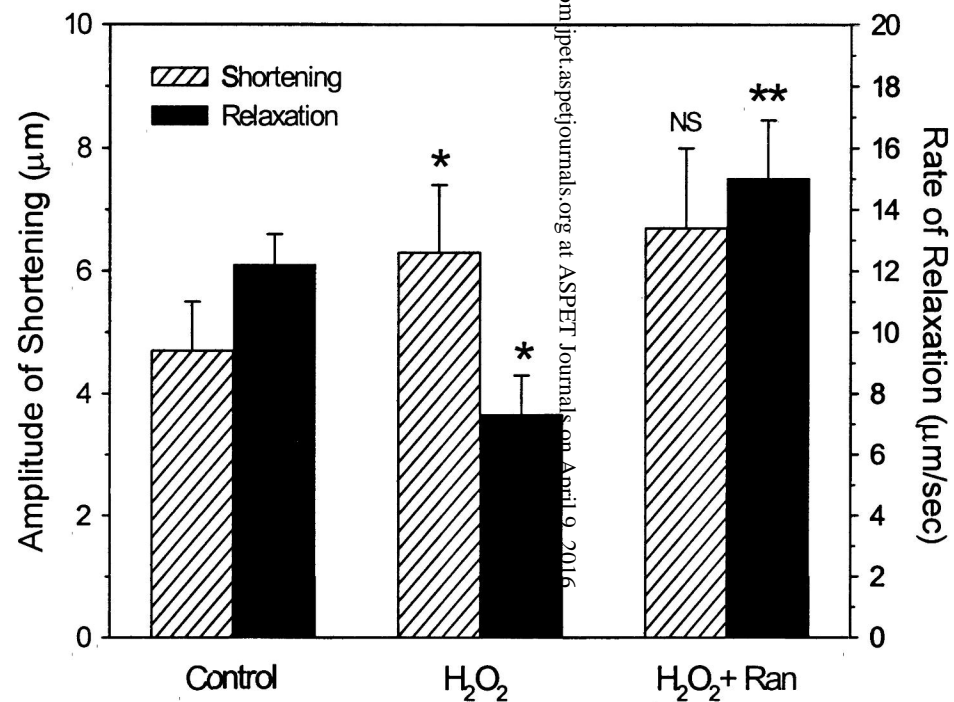 10
8
6
4
2
0
Amplitude of Shortening (μm)
Shortening
Relaxation
*
*
NS
**
20
18
16
14
12
10
8
6
4
2
0
Rate of Relaxation (μm/sec)
Control
H₂O₂
H₂O₂+ Ran
jpet.aspetjournals.org at ASPET Journals on April 9, 2016